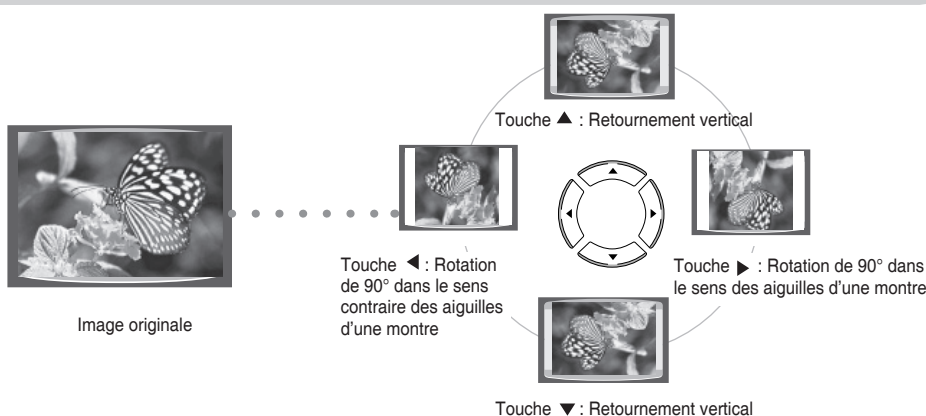 Touche ▲ : Retournement vertical
Touche ◀ : Rotation
de 90° dans le sens
contraire des aiguilles
d'une montre
Touche ▶ : Rotation de 90° dans
le sens des aiguilles d'une montre
Image originale
Touche ▼ : Retournement vertical